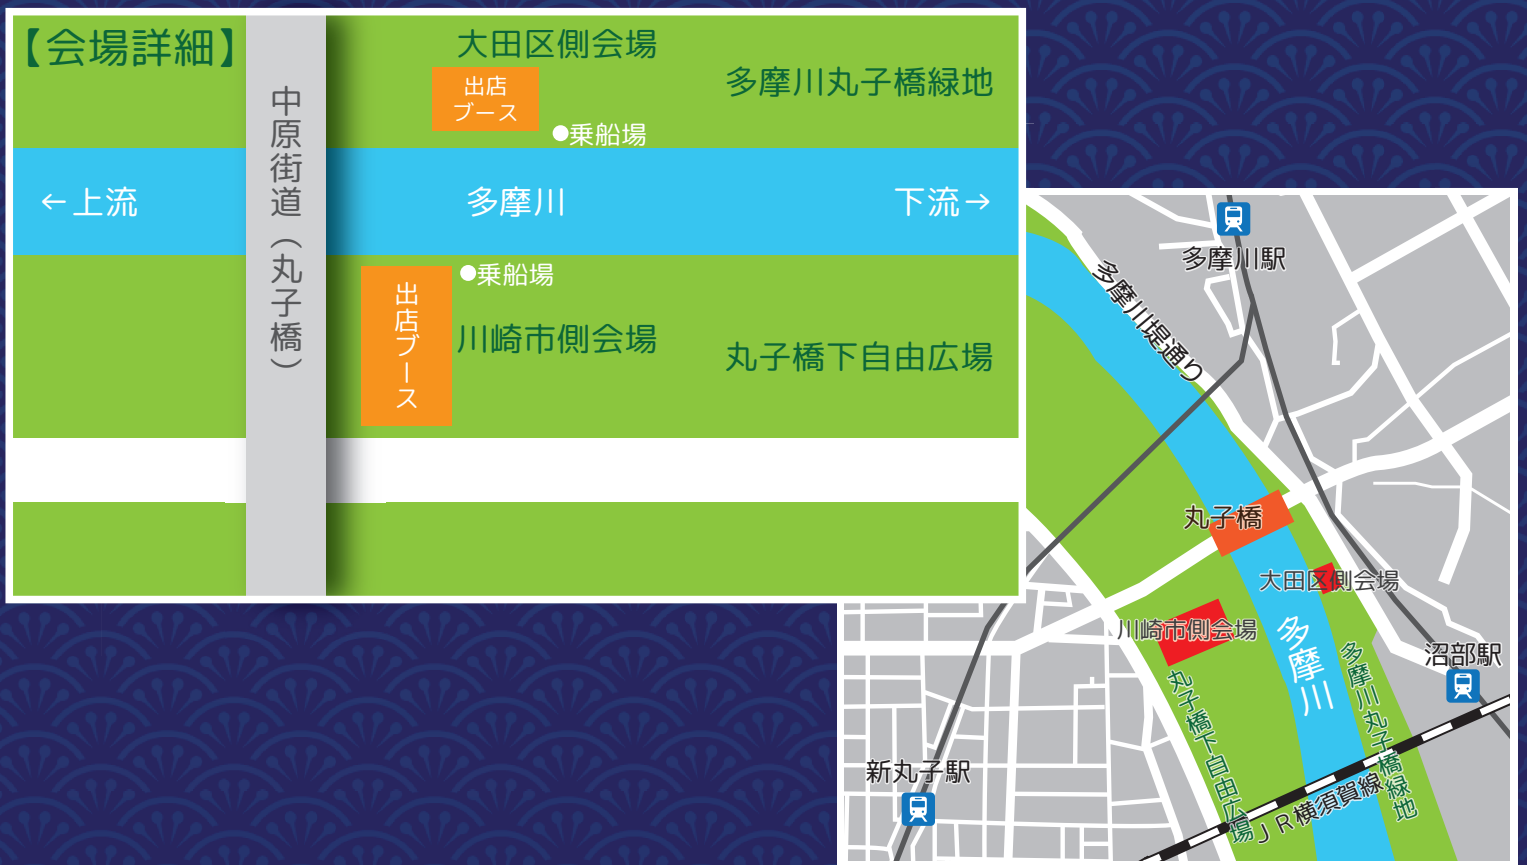 【会場詳細】
中原街道（丸子橋）
大田区側会場
出店
ブース
多摩川丸子橋緑地
●乗船場
←上流
多摩川
下流→
●乗船場
出店ブース
川崎市側会場
丸子橋下自由広場
多摩川駅
多摩川堤通り
丸子橋
大田区側会場
川崎市側会場
多摩川
沼部駅
多摩川丸子橋緑地
丸子橋下自由広場
新丸子駅
ＪＲ横須賀線